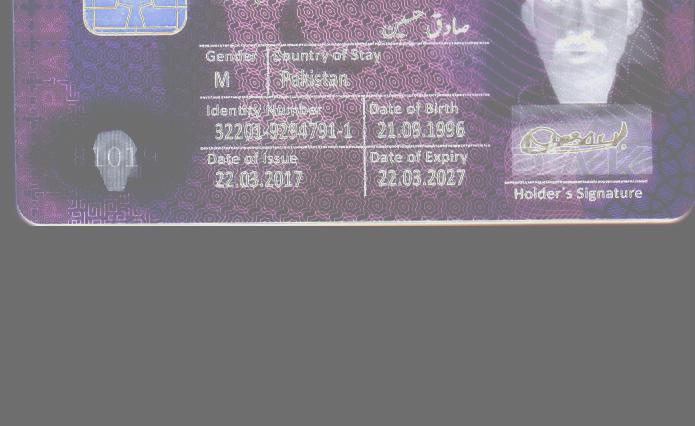 صادق حسین
Gender Country of Stay
M Pakistan
Identity Number Date of Birth
32201-9294791-1 21.09.1996
Date of Issue Date of Expiry
22.03.2017 22.03.2027
Holder's Signature
101